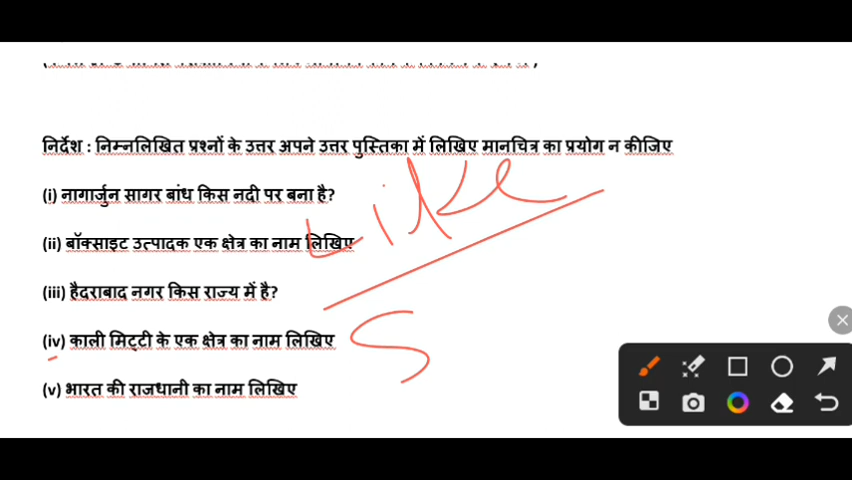 निर्देश : निम्नलिखित प्रश्नों के उत्तर अपने उत्तर पुस्तिका में लिखिए मानचित्र का प्रयोग न कीजिए
(i) नागार्जुन सागर बांध किस नदी पर बना है?
(ii) बॉक्साइट उत्पादक एक क्षेत्र का नाम लिखिए
Like
(iii) हैदराबाद नगर किस राज्य में है?
(iv) काली मिट्टी के एक क्षेत्र का नाम लिखिए
S
(v) भारत की राजधानी का नाम लिखिए